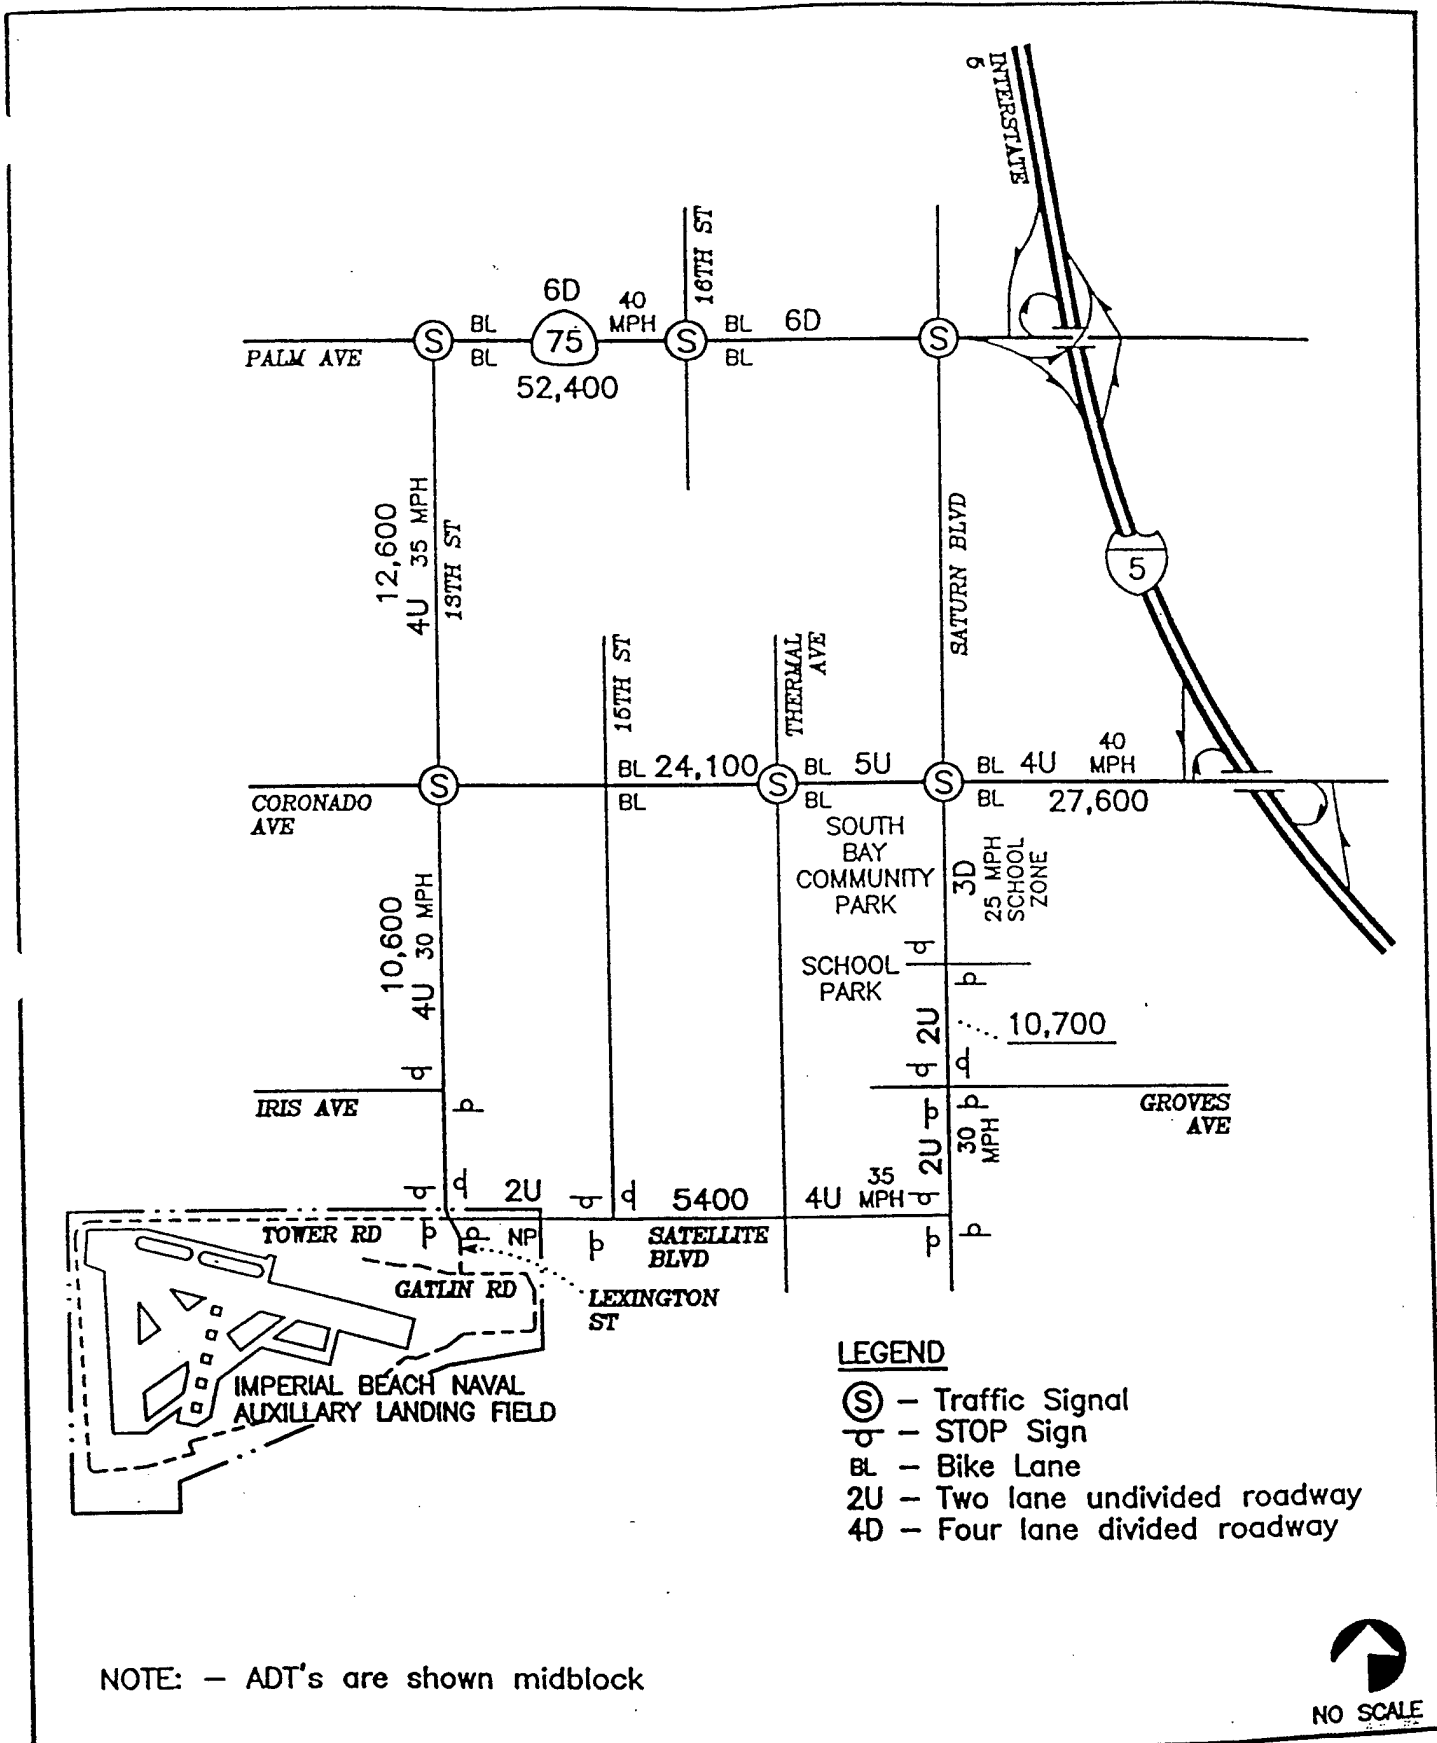 INTERSTATE
5
16TH ST
6D
40
MPH
BL
BL
75
S
S
BL
BL
6D
S
PALM AVE
52,400
12,600
4U 35 MPH
13TH ST
SATURN BLVD
5
15TH ST
THERMAL
AVE
S
BL 24,100
BL
S
BL 5U
BL
S
BL 4U
40
MPH
BL
27,600
CORONADO
AVE
SOUTH
BAY
COMMUNITY
PARK
3D
25 MPH
SCHOOL
ZONE
10,600
4U 30 MPH
SCHOOL
PARK
2U
10,700
IRIS AVE
GROVES
AVE
2U
30
MPH
2U
5400
4U
35
MPH
TOWER RD
NP
SATELLITE
BLVD
GATLIN RD
LEXINGTON
ST
IMPERIAL BEACH NAVAL
AUXILLARY LANDING FIELD
LEGEND
S – Traffic Signal
– STOP Sign
BL – Bike Lane
2U – Two lane undivided roadway
4D – Four lane divided roadway
NOTE: – ADT's are shown midblock
NO SCALE